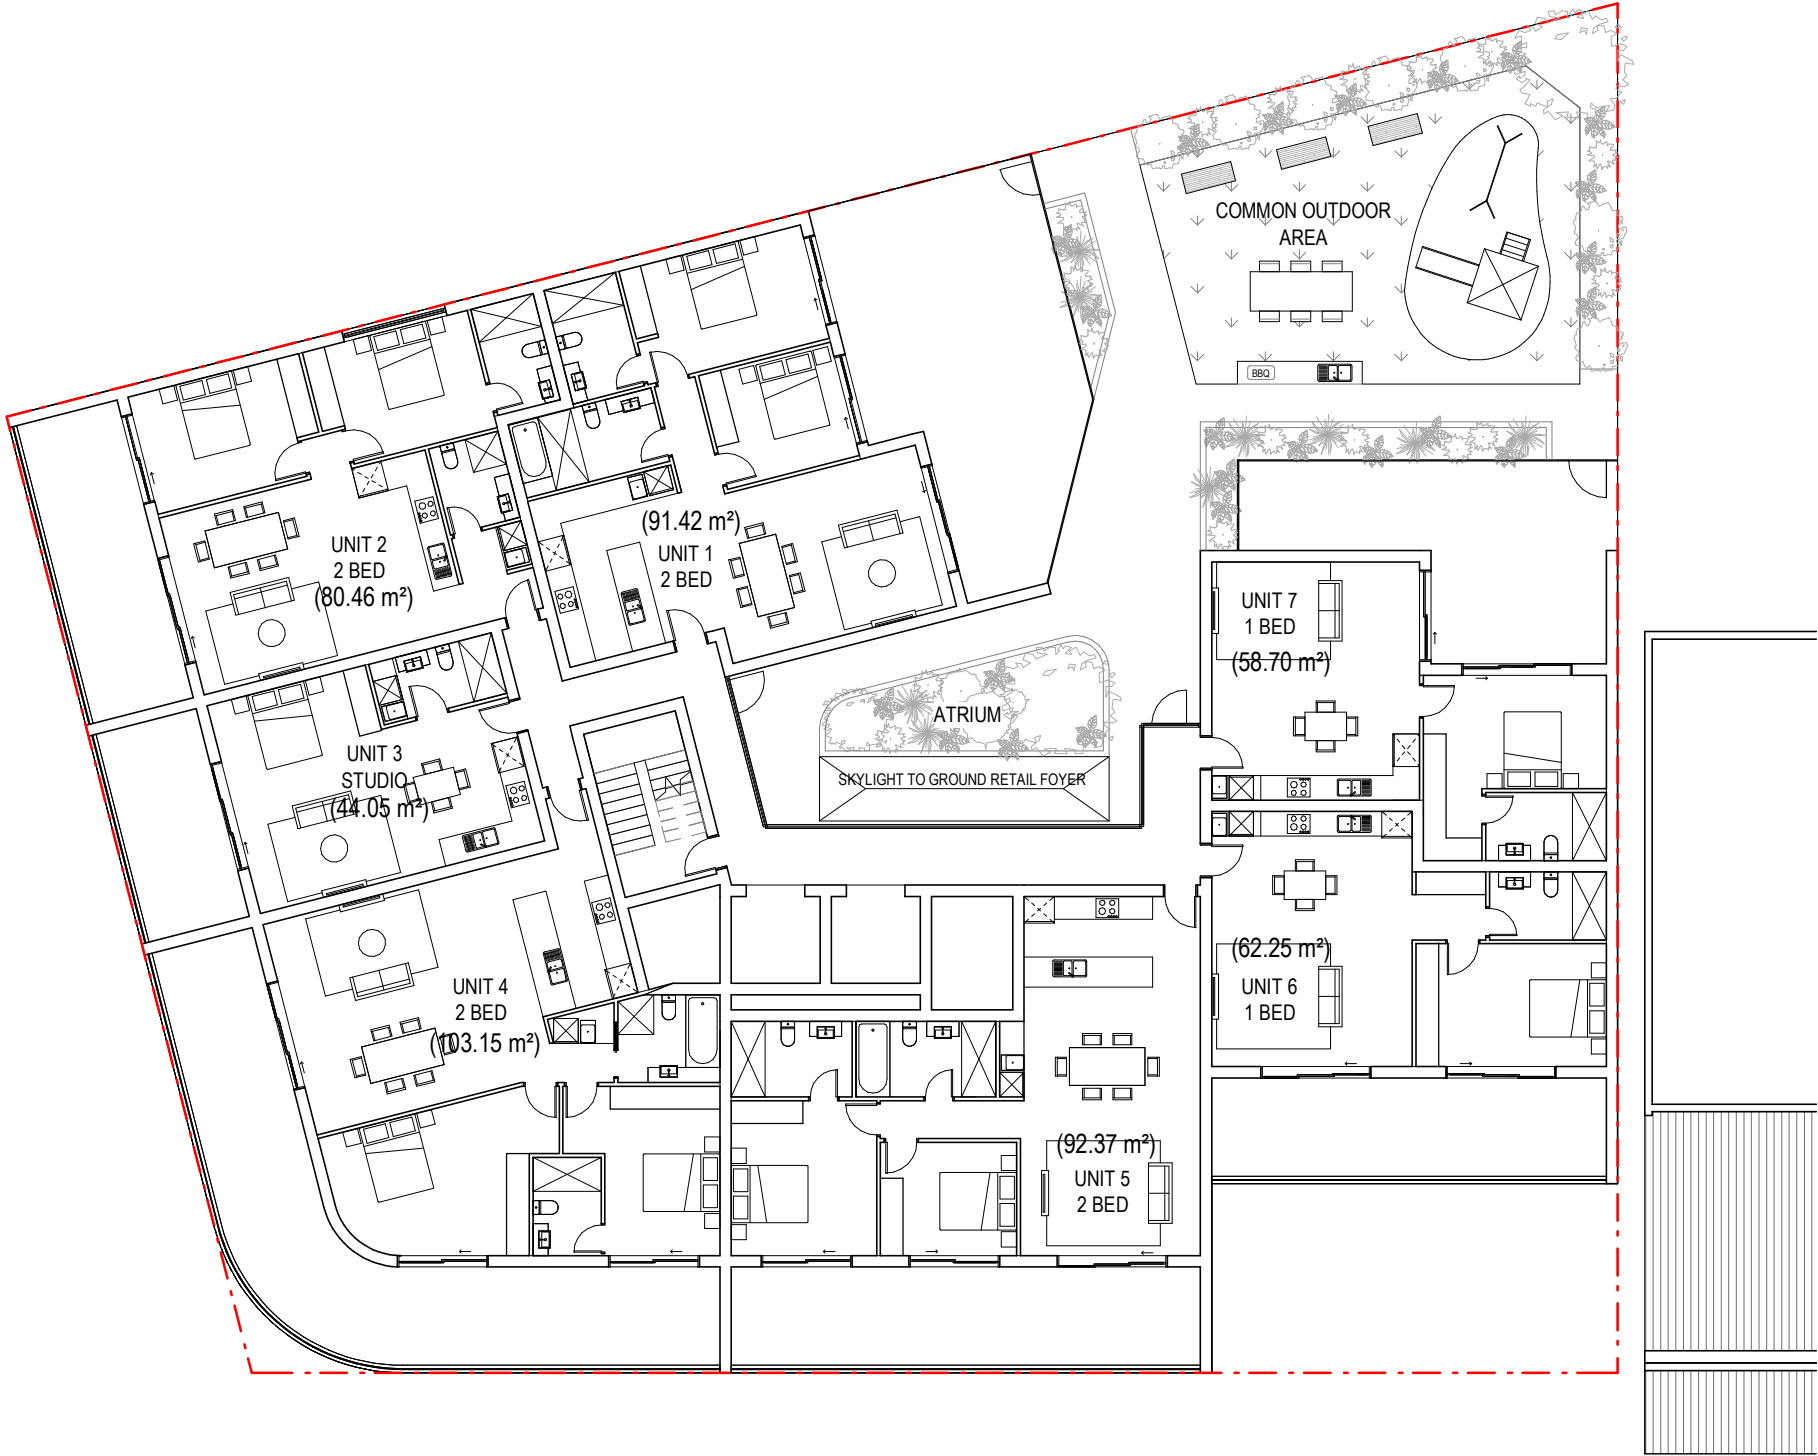 COMMON OUTDOOR
AREA
BBQ
(91.42 m²)
UNIT 1
2 BED
UNIT 2
2 BED
(80.46 m²)
UNIT 7
1 BED
(58.70 m²)
ATRIUM
SKYLIGHT TO GROUND RETAIL FOYER
UNIT 3
STUDIO
(44.05 m²)
(62.25 m²)
UNIT 6
1 BED
UNIT 4
2 BED
(103.15 m²)
(92.37 m²)
UNIT 5
2 BED